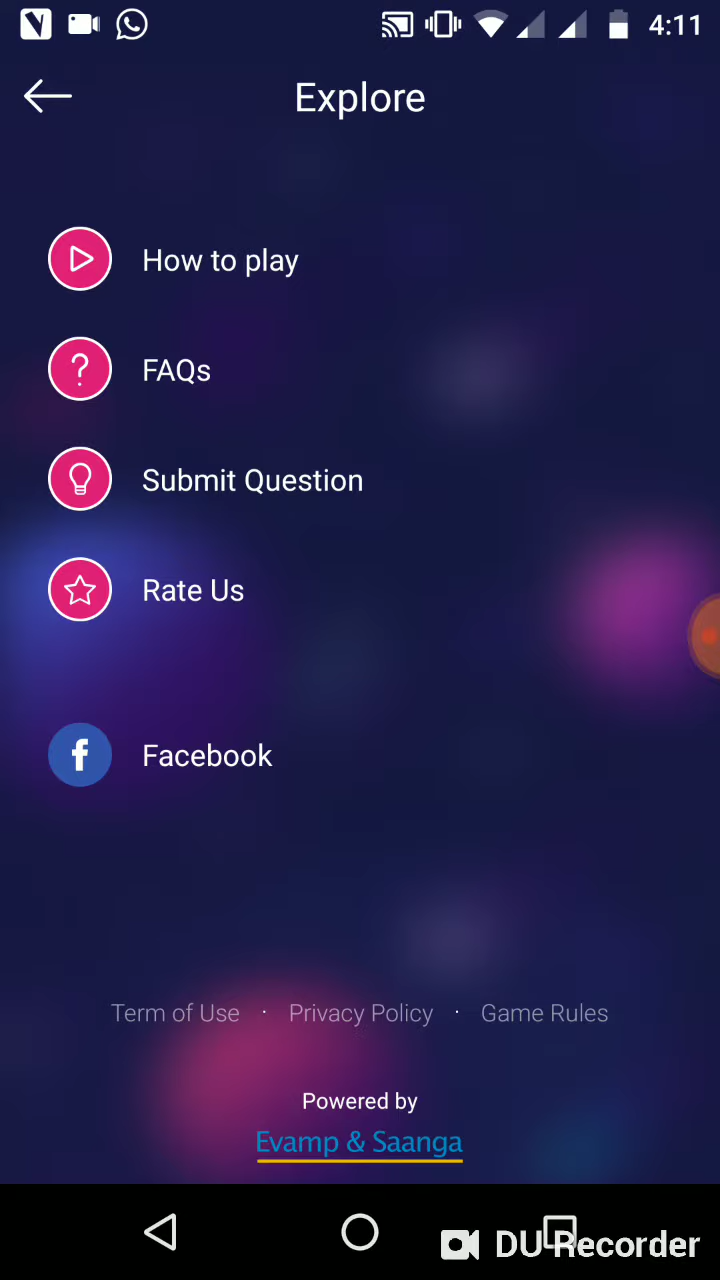 4:11
Explore
How to play
FAQs
Submit Question
Rate Us
f Facebook
Term of Use · Privacy Policy · Game Rules
Powered by
Evamp & Saanga
DU Recorder